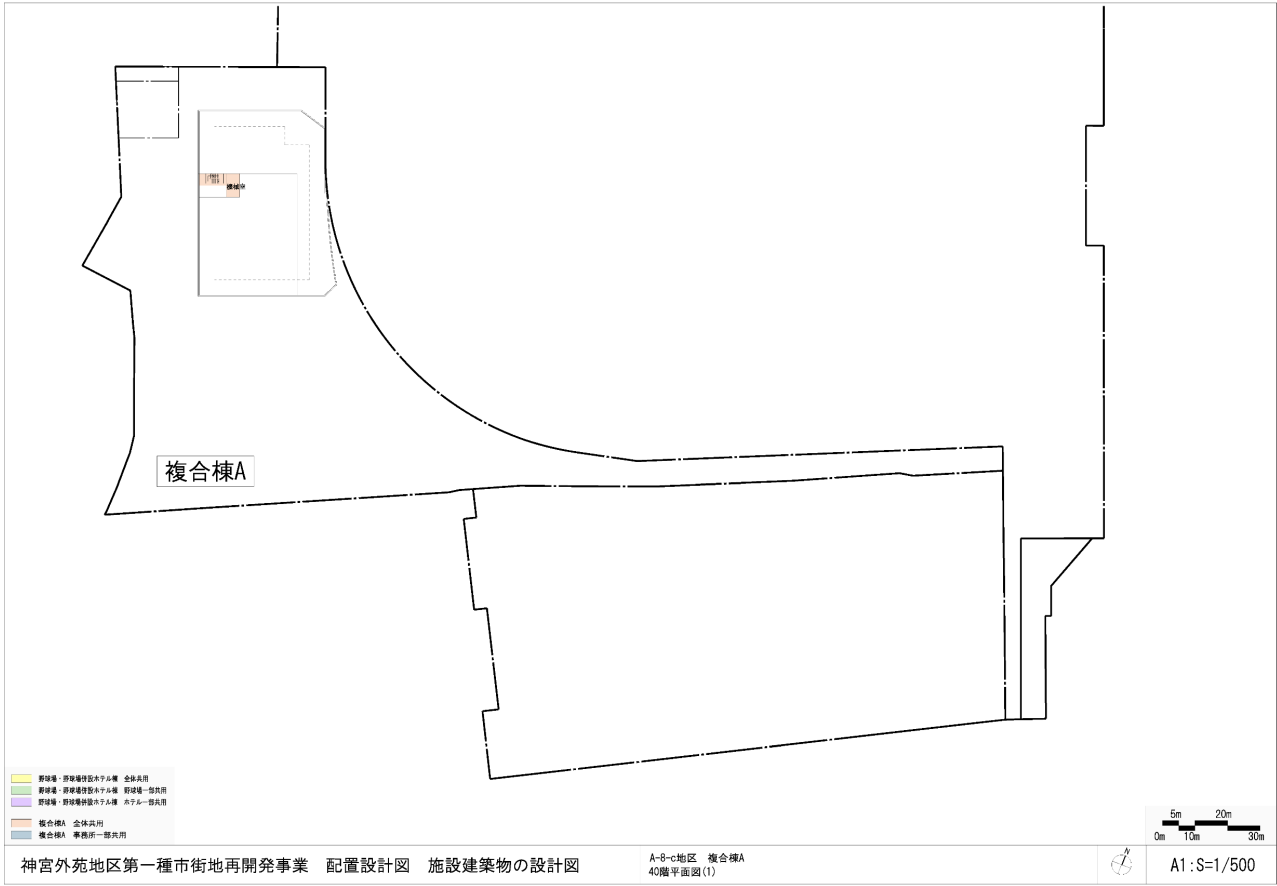 機械室
複合棟A
野球場・野球場併設ホテル棟 全体共用
野球場・野球場併設ホテル棟 野球場一部共用
野球場・野球場併設ホテル棟 ホテル一部共用
複合棟A 全体共用
複合棟A 事務所一部共用
5m 20m
0m 10m 30m
神宮外苑地区第一種市街地再開発事業 配置設計図 施設建築物の設計図
A-8-c地区 複合棟A
40階平面図(1)
N
A1:S=1/500